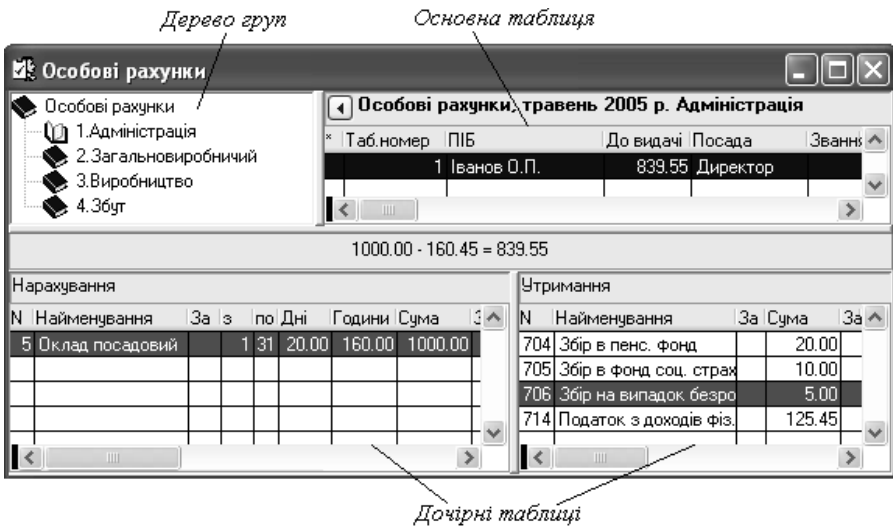 Дерево груп Основна таблиця
Особові рахунки
Особові рахунки
1.Адміністрація
2.Загальновиробничий
3.Виробництво
4.Збут
Особові рахунки, травень 2005 р. Адміністрація
* Таб.номер ПІБ До видачі Посада Званн
1 Іванов О.П. 839.55 Директор
1000.00 - 160.45 = 839.55
Нарахування
N Найменування За з по Дні Години Сума
5 Оклад посадовий 1 31 20.00 160.00 1000.00
Утримання
N Найменування За Сума За
704 Збір в пенс. фонд 20.00
705 Збір в фонд соц. страх 10.00
706 Збір на випадок безро 5.00
714 Податок з доходів фіз. 125.45
Дочірні таблиці